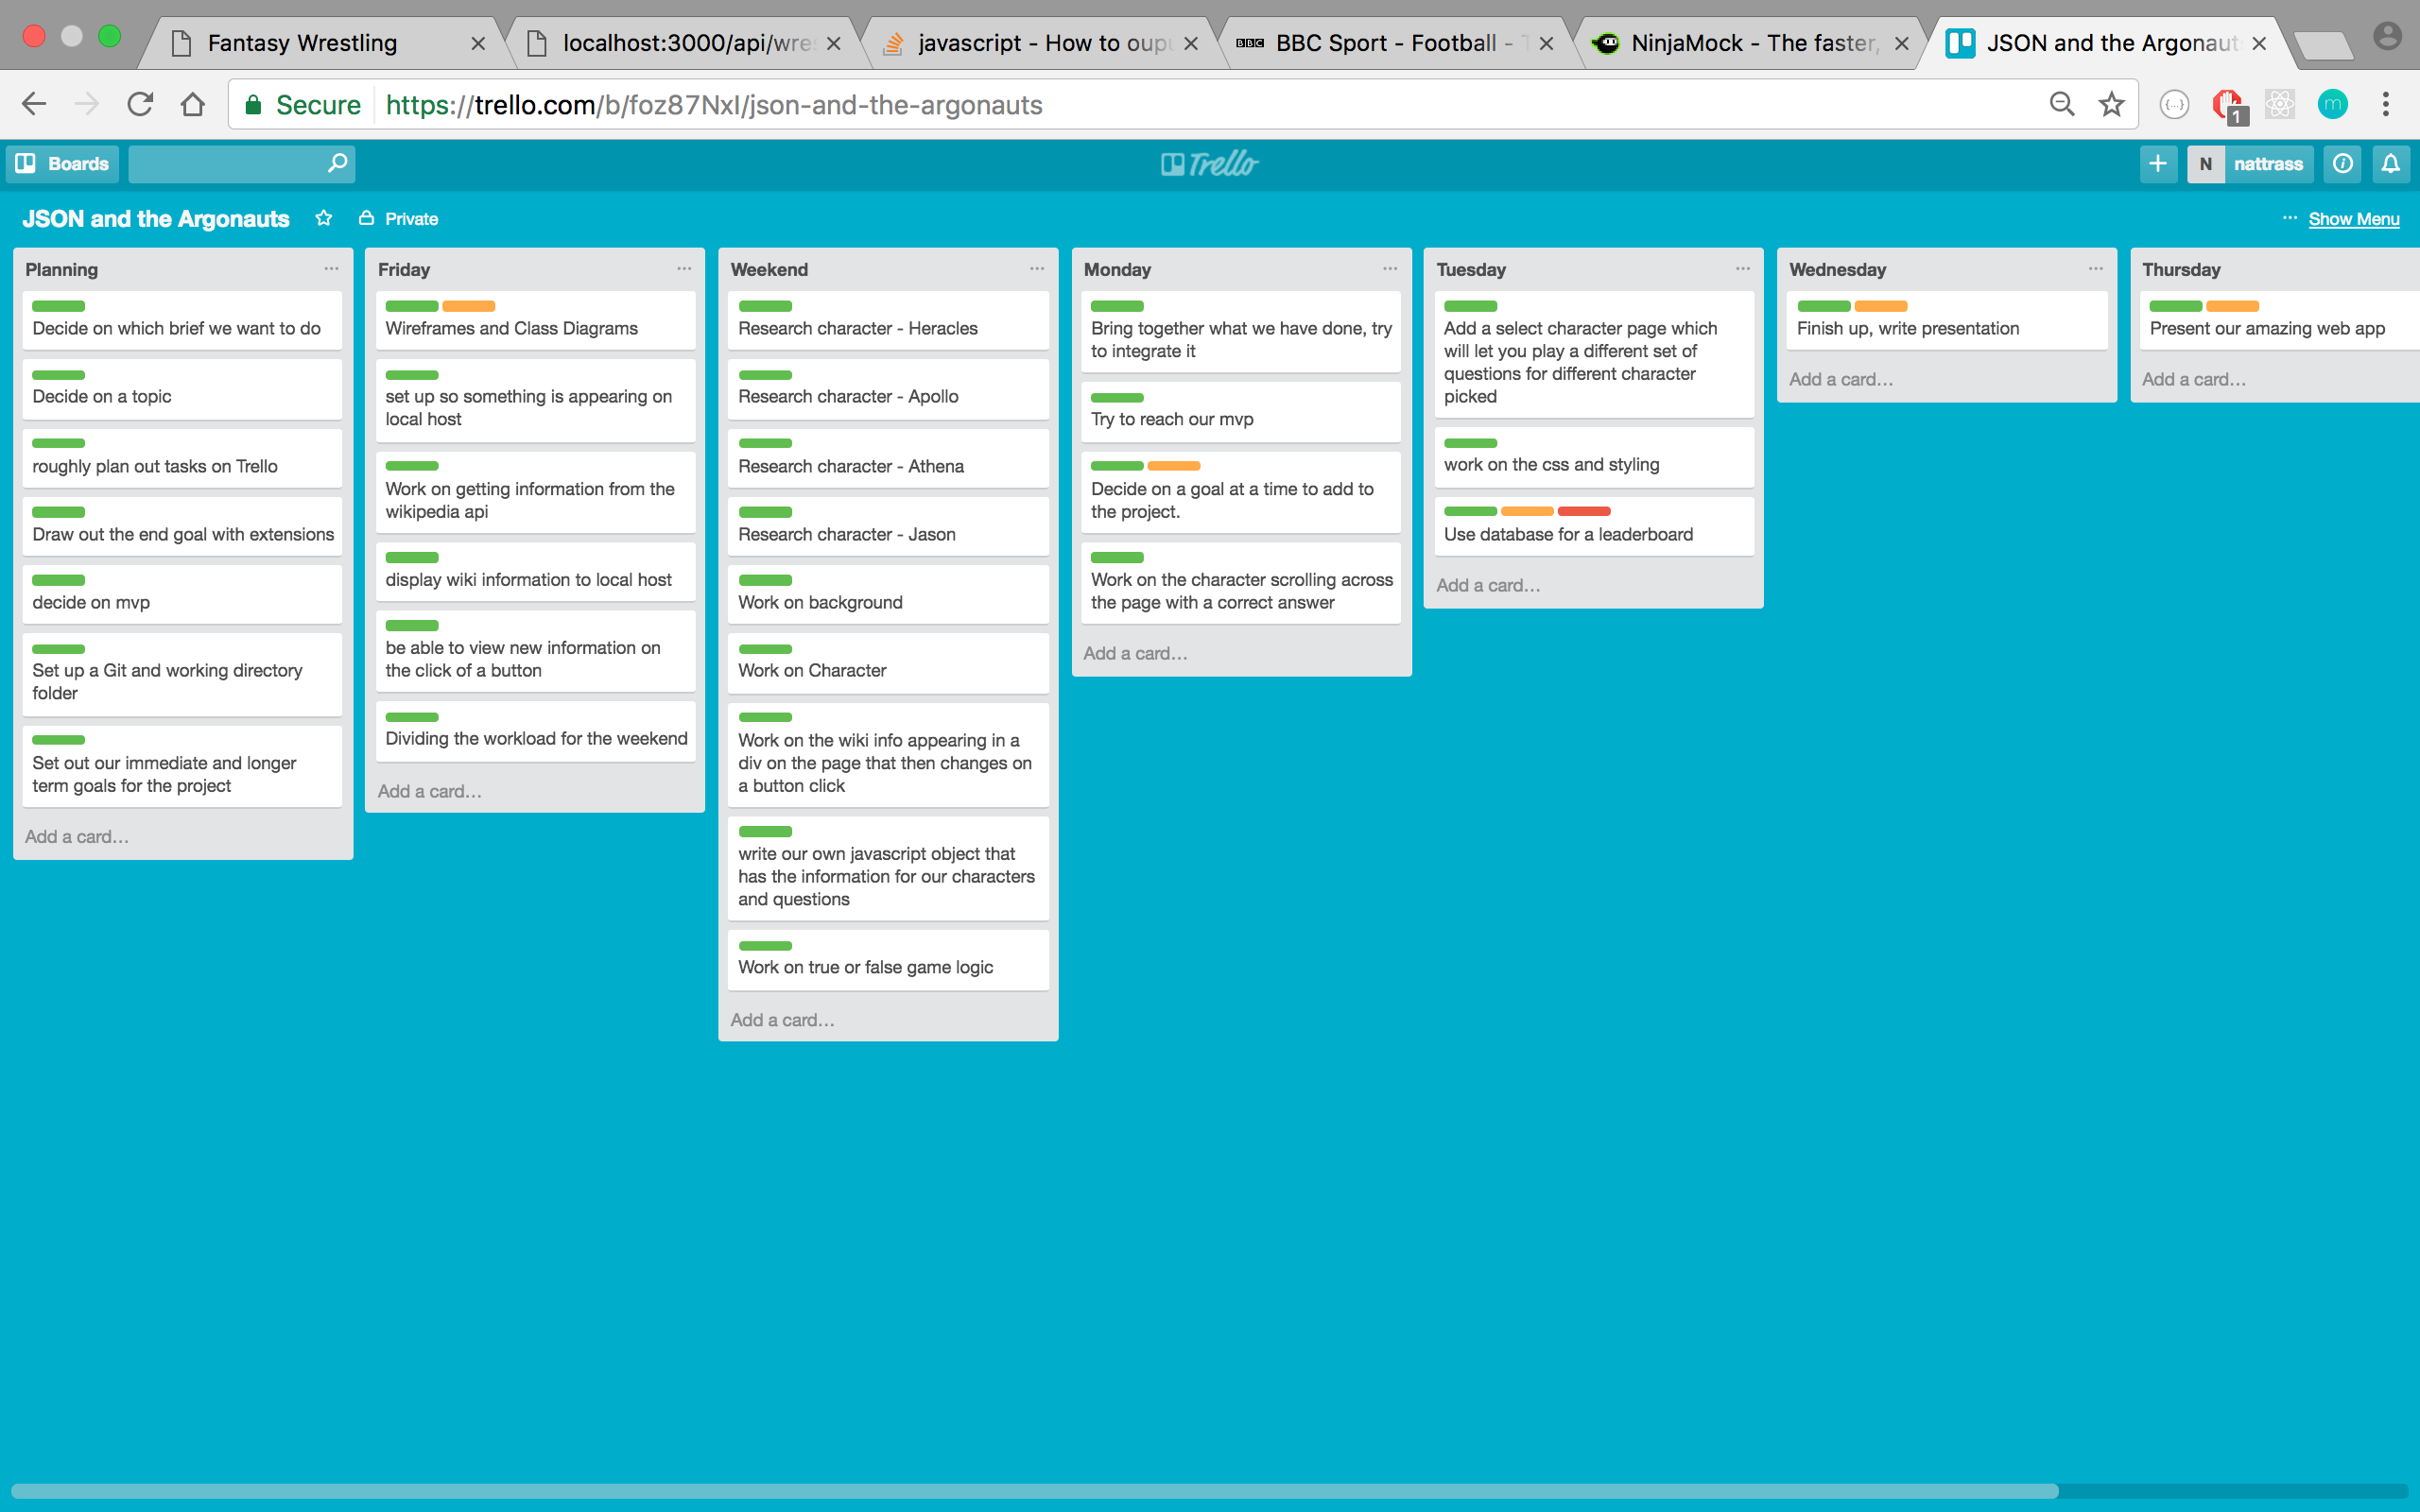 Fantasy Wrestling
localhost:3000/api/wres
javascript - How to oupu
BBC BBC Sport - Football - T
NinjaMock - The faster,
JSON and the Argonaut
Secure https://trello.com/b/foz87NxI/json-and-the-argonauts
{...}
1
m
Boards
Trello
N nattrass
JSON and the Argonauts
Private
... Show Menu
Planning
Decide on which brief we want to do
Decide on a topic
roughly plan out tasks on Trello
Draw out the end goal with extensions
decide on mvp
Set up a Git and working directory
folder
Set out our immediate and longer
term goals for the project
Add a card...
Friday
Wireframes and Class Diagrams
set up so something is appearing on
local host
Work on getting information from the
wikipedia api
display wiki information to local host
be able to view new information on
the click of a button
Dividing the workload for the weekend
Add a card...
Weekend
Research character - Heracles
Research character - Apollo
Research character - Athena
Research character - Jason
Work on background
Work on Character
Work on the wiki info appearing in a
div on the page that then changes on
a button click
write our own javascript object that
has the information for our characters
and questions
Work on true or false game logic
Add a card...
Monday
Bring together what we have done, try
to integrate it
Try to reach our mvp
Decide on a goal at a time to add to
the project.
Work on the character scrolling across
the page with a correct answer
Add a card...
Tuesday
Add a select character page which
will let you play a different set of
questions for different character
picked
work on the css and styling
Use database for a leaderboard
Add a card...
Wednesday
Finish up, write presentation
Add a card...
Thursday
Present our amazing web app
Add a card...